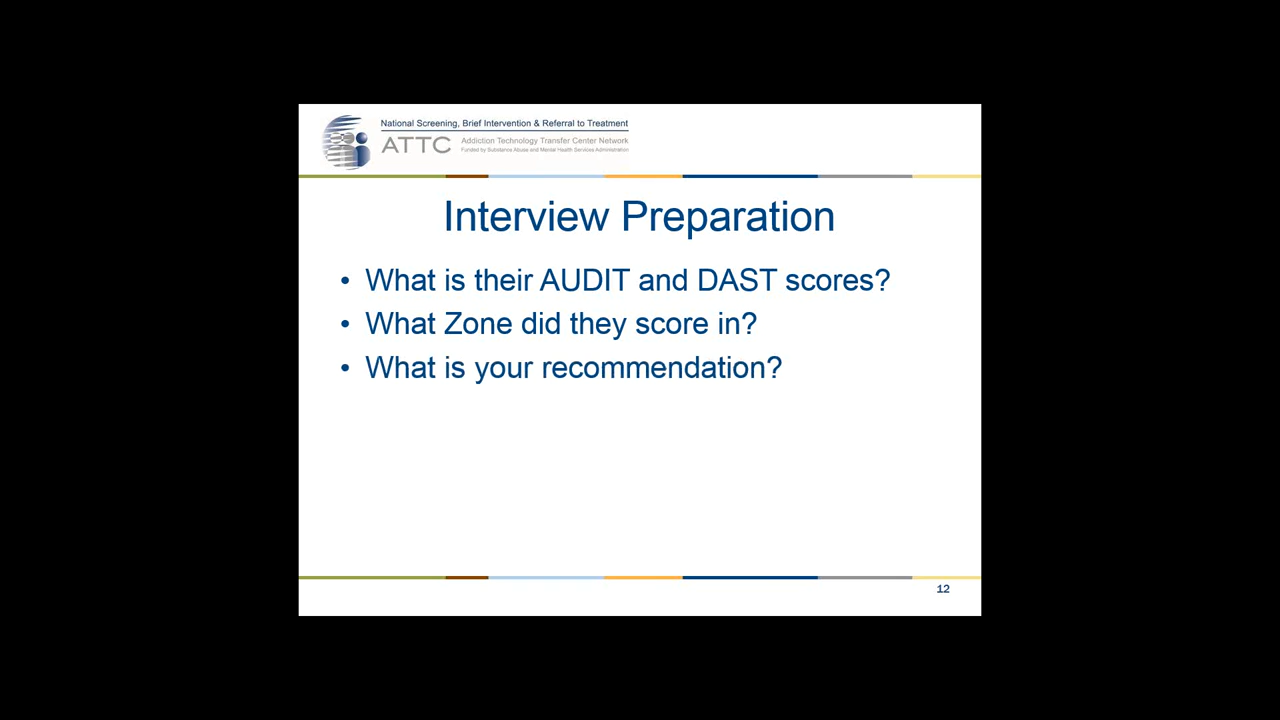 National Screening, Brief Intervention & Referral to Treatment
ATTC Addiction Technology Transfer Center Network
Funded by Substance Abuse and Mental Health Services Administration
Interview Preparation
• What is their AUDIT and DAST scores?
• What Zone did they score in?
• What is your recommendation?
12